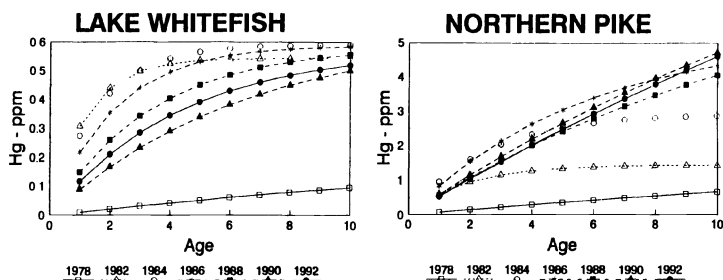 LAKE WHITEFISH
0 6
0.5
0.4
0.3
0.2
0 1
0
Hg - ppm
0 2 4 6 8 10
Age
1978 1982 1984 1986 1988 1990 1992
NORTHERN PIKE
5
4
3
2
1
0
Hg - ppm
0 2 4 6 8 10
Age
1978 1982 1984 1986 1988 1990 1992